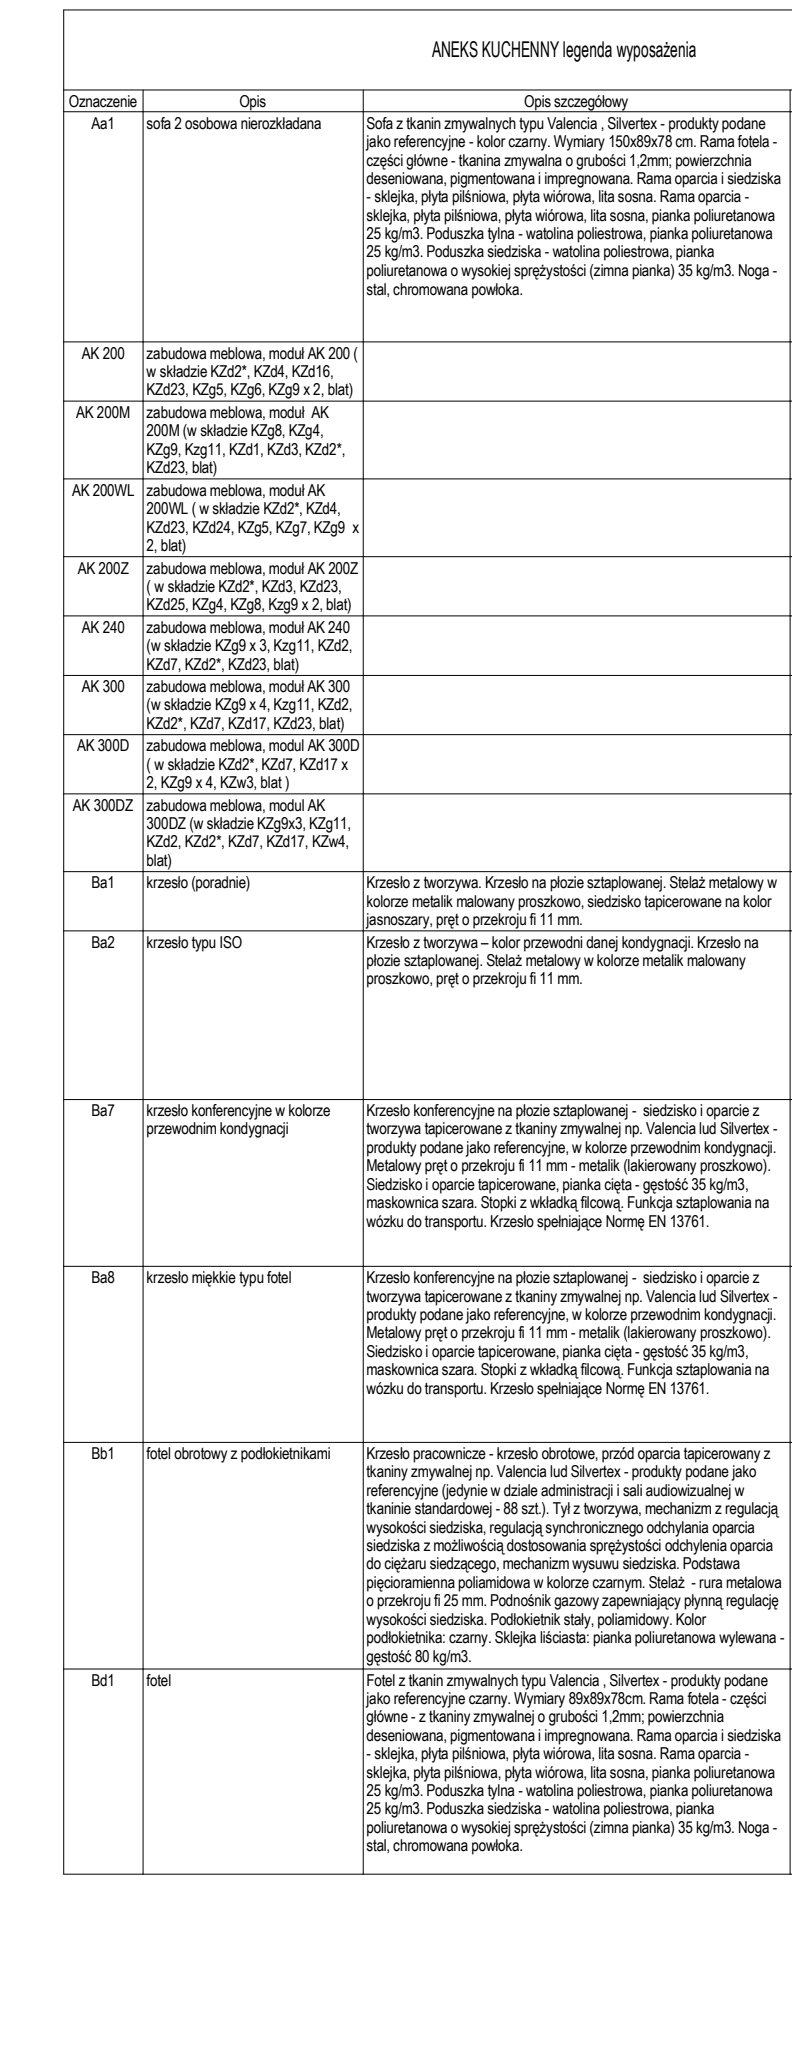 ANEKS KUCHENNY legenda wyposażenia
Oznaczenie Opis Opis szczegółowy
Aa1 sofa 2 osobowa nierozkładana Sofa z tkanin zmywalnych typu Valencia , Silvertex - produkty podane
jako referencyjne - kolor czarny. Wymiary 150x89x78 cm. Rama fotela -
części główne - tkanina zmywalna o grubości 1,2mm; powierzchnia
deseniowana, pigmentowana i impregnowana. Rama oparcia i siedziska
- sklejka, płyta pilśniowa, płyta wiórowa, lita sosna. Rama oparcia -
sklejka, płyta pilśniowa, płyta wiórowa, lita sosna, pianka poliuretanowa
25 kg/m3. Poduszka tylna - watolina poliestrowa, pianka poliuretanowa
25 kg/m3. Poduszka siedziska - watolina poliestrowa, pianka
poliuretanowa o wysokiej sprężystości (zimna pianka) 35 kg/m3. Noga -
stal, chromowana powłoka.
AK 200 zabudowa meblowa, moduł AK 200 (
w składzie KZd2*, KZd4, KZd16,
KZd23, KZg5, KZg6, KZg9 x 2, blat)
AK 200M zabudowa meblowa, moduł AK
200M (w składzie KZg8, KZg4,
KZg9, Kzg11, KZd1, KZd3, KZd2*,
KZd23, blat)
AK 200WL zabudowa meblowa, moduł AK
200WL ( w składzie KZd2*, KZd4,
KZd23, KZd24, KZg5, KZg7, KZg9 x
2, blat)
AK 200Z zabudowa meblowa, moduł AK 200Z
( w składzie KZd2*, KZd3, KZd23,
KZd25, KZg4, KZg8, Kzg9 x 2, blat)
AK 240 zabudowa meblowa, moduł AK 240
(w składzie KZg9 x 3, Kzg11, KZd2,
KZd7, KZd2*, KZd23, blat)
AK 300 zabudowa meblowa, moduł AK 300
(w składzie KZg9 x 4, Kzg11, KZd2,
KZd2*, KZd7, KZd17, KZd23, blat)
AK 300D zabudowa meblowa, modul AK 300D
( w składzie KZd2*, KZd7, KZd17 x
2, KZg9 x 4, KZw3, blat )
AK 300DZ zabudowa meblowa, modul AK
300DZ (w składzie KZg9x3, KZg11,
KZd2, KZd2*, KZd7, KZd17, KZw4,
blat)
Ba1 krzesło (poradnie) Krzesło z tworzywa. Krzesło na płozie sztaplowanej. Stelaż metalowy w
kolorze metalik malowany proszkowo, siedzisko tapicerowane na kolor
jasnoszary, pręt o przekroju fi 11 mm.
Ba2 krzesło typu ISO Krzesło z tworzywa – kolor przewodni danej kondygnacji. Krzesło na
płozie sztaplowanej. Stelaż metalowy w kolorze metalik malowany
proszkowo, pręt o przekroju fi 11 mm.
Ba7 krzesło konferencyjne w kolorze Krzesło konferencyjne na płozie sztaplowanej - siedzisko i oparcie z
przewodnim kondygnacji tworzywa tapicerowane z tkaniny zmywalnej np. Valencia lud Silvertex -
produkty podane jako referencyjne, w kolorze przewodnim kondygnacji.
Metalowy pręt o przekroju fi 11 mm - metalik (lakierowany proszkowo).
Siedzisko i oparcie tapicerowane, pianka cięta - gęstość 35 kg/m3,
maskownica szara. Stopki z wkładką filcową. Funkcja sztaplowania na
wózku do transportu. Krzesło spełniające Normę EN 13761.
Ba8 krzesło miękkie typu fotel Krzesło konferencyjne na płozie sztaplowanej - siedzisko i oparcie z
tworzywa tapicerowane z tkaniny zmywalnej np. Valencia lud Silvertex -
produkty podane jako referencyjne, w kolorze przewodnim kondygnacji.
Metalowy pręt o przekroju fi 11 mm - metalik (lakierowany proszkowo).
Siedzisko i oparcie tapicerowane, pianka cięta - gęstość 35 kg/m3,
maskownica szara. Stopki z wkładką filcową. Funkcja sztaplowania na
wózku do transportu. Krzesło spełniające Normę EN 13761.
Bb1 fotel obrotowy z podłokietnikami Krzesło pracownicze - krzesło obrotowe, przód oparcia tapicerowany z
tkaniny zmywalnej np. Valencia lud Silvertex - produkty podane jako
referencyjne (jedynie w dziale administracji i sali audiowizualnej w
tkaninie standardowej - 88 szt.). Tył z tworzywa, mechanizm z regulacją
wysokości siedziska, regulacją synchronicznego odchylania oparcia
siedziska z możliwością dostosowania sprężystości odchylenia oparcia
do ciężaru siedzącego, mechanizm wysuwu siedziska. Podstawa
pięcioramienna poliamidowa w kolorze czarnym. Stelaż - rura metalowa
o przekroju fi 25 mm. Podnośnik gazowy zapewniający płynną regulację
wysokości siedziska. Podłokietnik stały, poliamidowy. Kolor
podłokietnika: czarny. Sklejka liściasta: pianka poliuretanowa wylewana -
gęstość 80 kg/m3.
Bd1 fotel Fotel z tkanin zmywalnych typu Valencia , Silvertex - produkty podane
jako referencyjne czarny. Wymiary 89x89x78cm. Rama fotela - części
główne - z tkaniny zmywalnej o grubości 1,2mm; powierzchnia
deseniowana, pigmentowana i impregnowana. Rama oparcia i siedziska
- sklejka, płyta pilśniowa, płyta wiórowa, lita sosna. Rama oparcia -
sklejka, płyta pilśniowa, płyta wiórowa, lita sosna, pianka poliuretanowa
25 kg/m3. Poduszka tylna - watolina poliestrowa, pianka poliuretanowa
25 kg/m3. Poduszka siedziska - watolina poliestrowa, pianka
poliuretanowa o wysokiej sprężystości (zimna pianka) 35 kg/m3. Noga -
stal, chromowana powłoka.